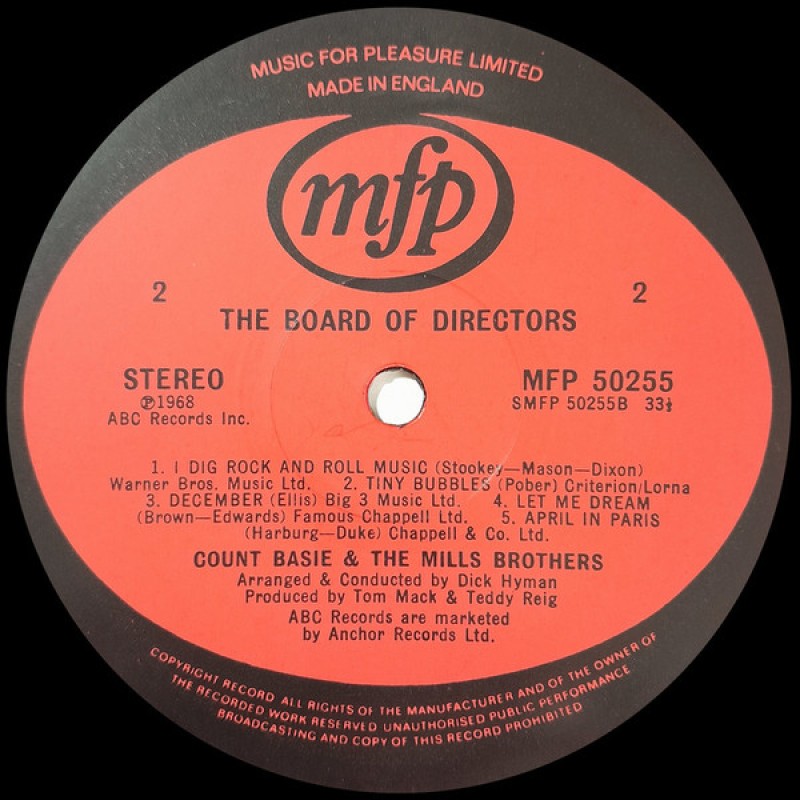 MUSIC FOR PLEASURE LIMITED
MADE IN ENGLAND
mfp
2 2
THE BOARD OF DIRECTORS
STEREO MFP 50255
Ⓟ1968 SMFP 50255B 33⅓
ABC Records Inc.
1. I DIG ROCK AND ROLL MUSIC (Stookey—Mason—Dixon)
Warner Bros. Music Ltd. 2. TINY BUBBLES (Pober) Criterion/Lorna
3. DECEMBER (Ellis) Big 3 Music Ltd. 4. LET ME DREAM
(Brown—Edwards) Famous Chappell Ltd. 5. APRIL IN PARIS
(Harburg—Duke) Chappell & Co. Ltd.
COUNT BASIE & THE MILLS BROTHERS
Arranged & Conducted by Dick Hyman
Produced by Tom Mack & Teddy Reig
ABC Records are marketed
by Anchor Records Ltd.
COPYRIGHT RECORD ALL RIGHTS OF THE MANUFACTURER AND OF THE OWNER OF
THE RECORDED WORK RESERVED UNAUTHORISED PUBLIC PERFORMANCE
BROADCASTING AND COPY OF THIS RECORD PROHIBITED